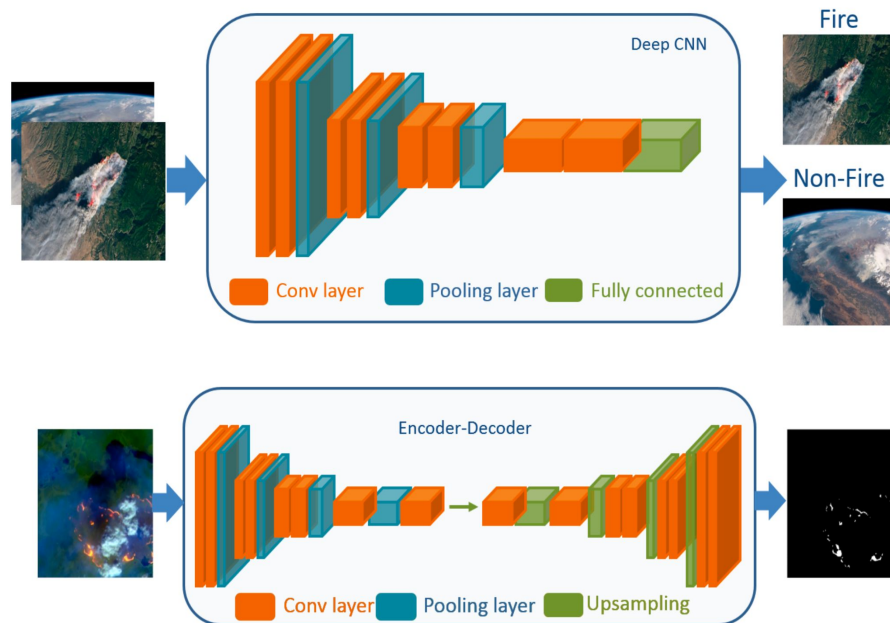 Fire
Deep CNN
Non-Fire
Conv layer
Pooling layer
Fully connected
Encoder-Decoder
Conv layer
Pooling layer
Upsampling